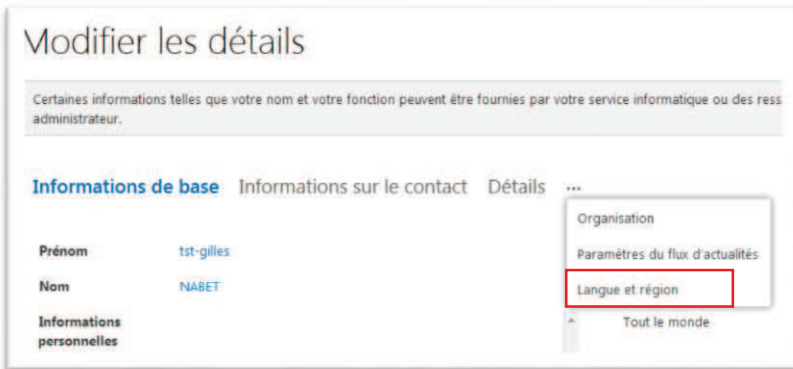 Modifier les détails
Certaines informations telles que votre nom et votre fonction peuvent être fournies par votre service informatique ou des ress
administrateur.
Informations de base Informations sur le contact Détails ...
Organisation
Prénom tst-gilles Paramètres du flux d'actualités
Nom NABET Langue et région
Informations personnelles Tout le monde